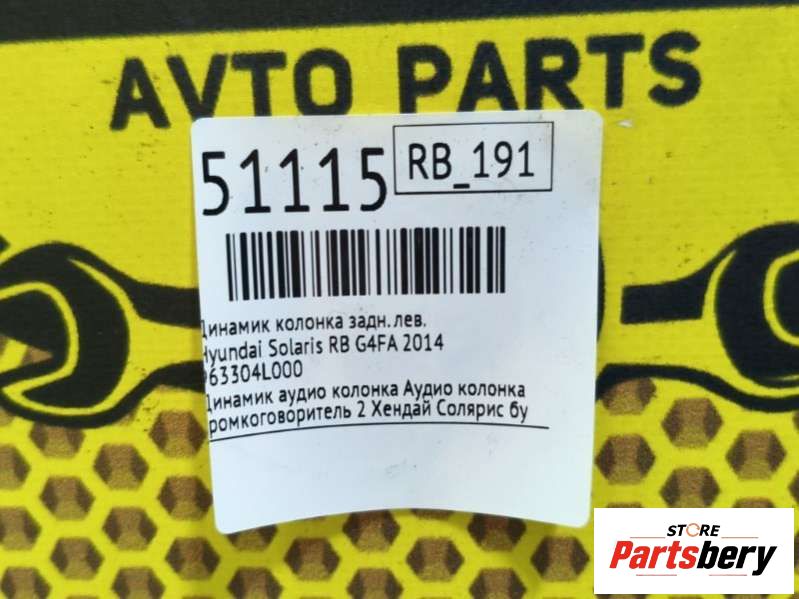 AVTO PARTS
51115
RB_191
Динамик колонка задн.лев.
Hyundai Solaris RB G4FA 2014
963304L000
Динамик аудио колонка Аудио колонка
громкоговоритель 2 Хендай Солярис бу
STORE
Partsbery